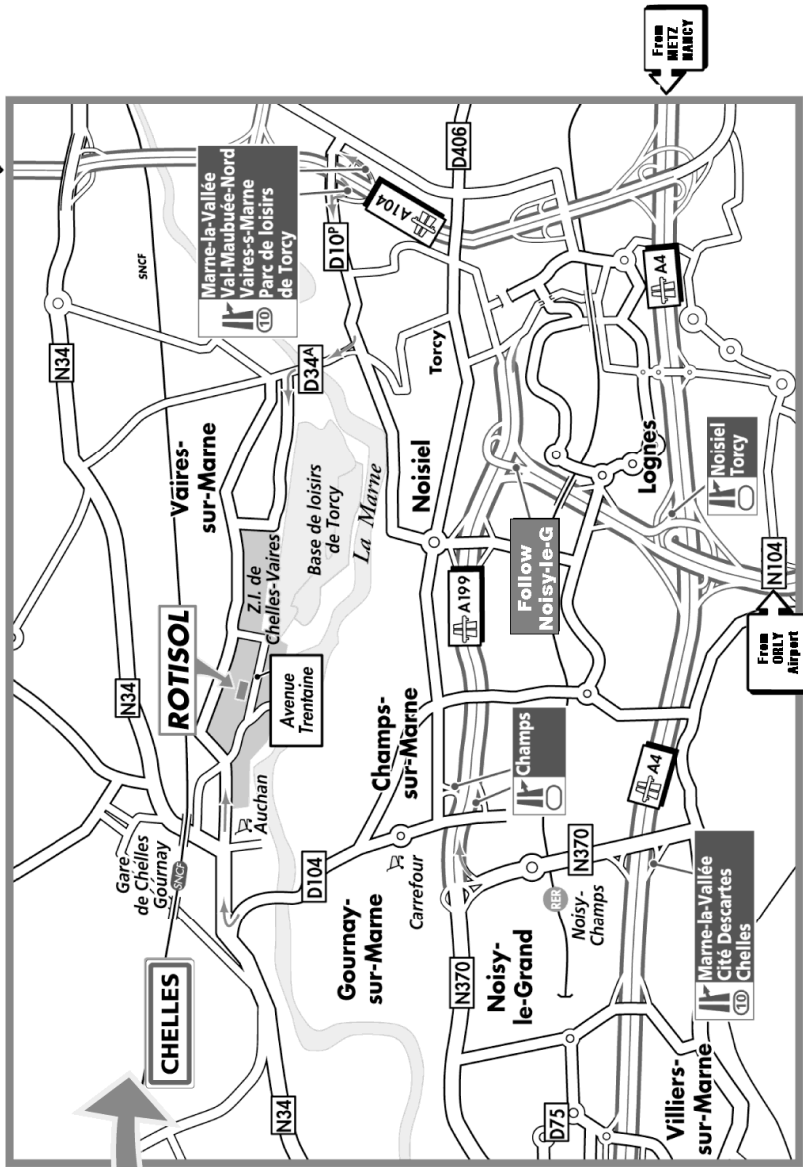 CHELLES
N34
Gare
de Chelles
Gournay
SNCF
N34
N34
SNCF
ROTISOL
Vaires-
sur-Marne
Z.I. de
Chelles-Vaires
Avenue
Trentaine
Auchan
Base de loisirs
de Torcy
La Marne
D34A
D10P
Marne-la-Vallée
Val-Maubuée-Nord
Vaires-s-Marne
Parc de loisirs
de Torcy
10
A104
D406
D104
Gournay-
sur-Marne
Carrefour
Champs-
sur-Marne
Noisiel
Torcy
N370
Noisy-
le-Grand
RER
Noisy-
Champs
N370
Champs
A199
Follow
Noisy-le-G
Lognes
A4
A4
Noisiel
Torcy
N104
D75
Villiers-
sur-Marne
Marne-la-Vallée
Cité Descartes
Chelles
10
From
ORLY
Airport
From
METZ
NANCY